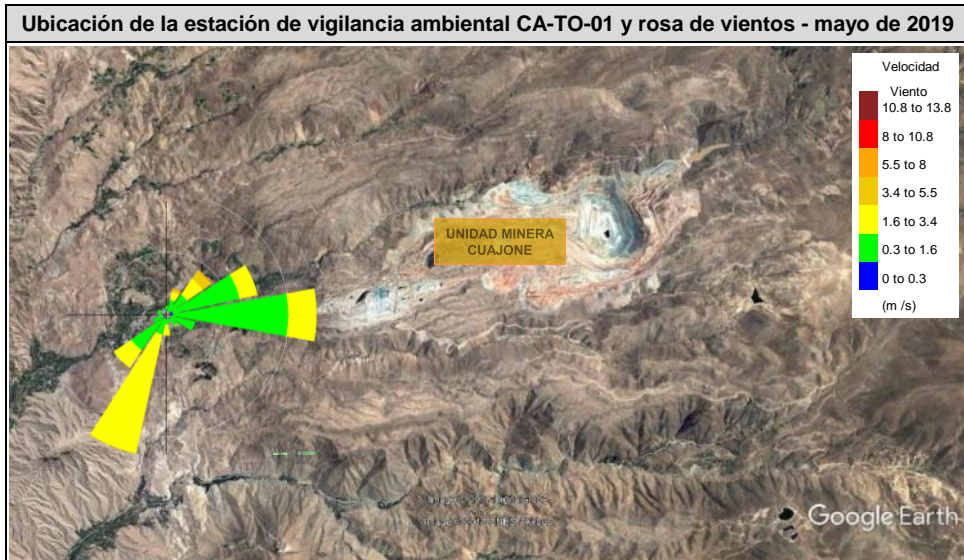 Ubicación de la estación de vigilancia ambiental CA-TO-01 y rosa de vientos - mayo de 2019
Velocidad
Viento
10.8 to 13.8
8 to 10.8
5.5 to 8
3.4 to 5.5
1.6 to 3.4
0.3 to 1.6
0 to 0.3
(m /s)
UNIDAD MINERA
CUAJONE
Google Earth